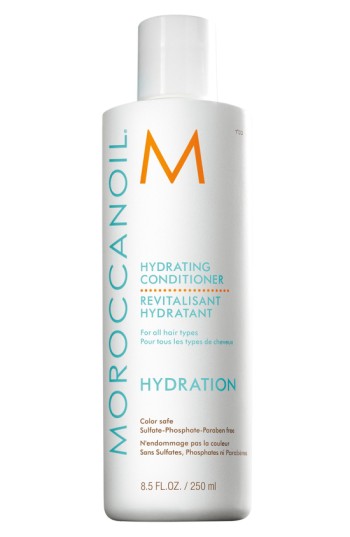 MOROCCANOIL®
M
HYDRATING
CONDITIONER
REVITALISANT
HYDRATANT
For all hair types
Pour tous les types de cheveux
HYDRATION
Color safe
Sulfate-Phosphate-Paraben free
N'endommage pas la couleur
Sans Sulfates, Phosphates ni Parabènes
8.5 FL.OZ. / 250 ml